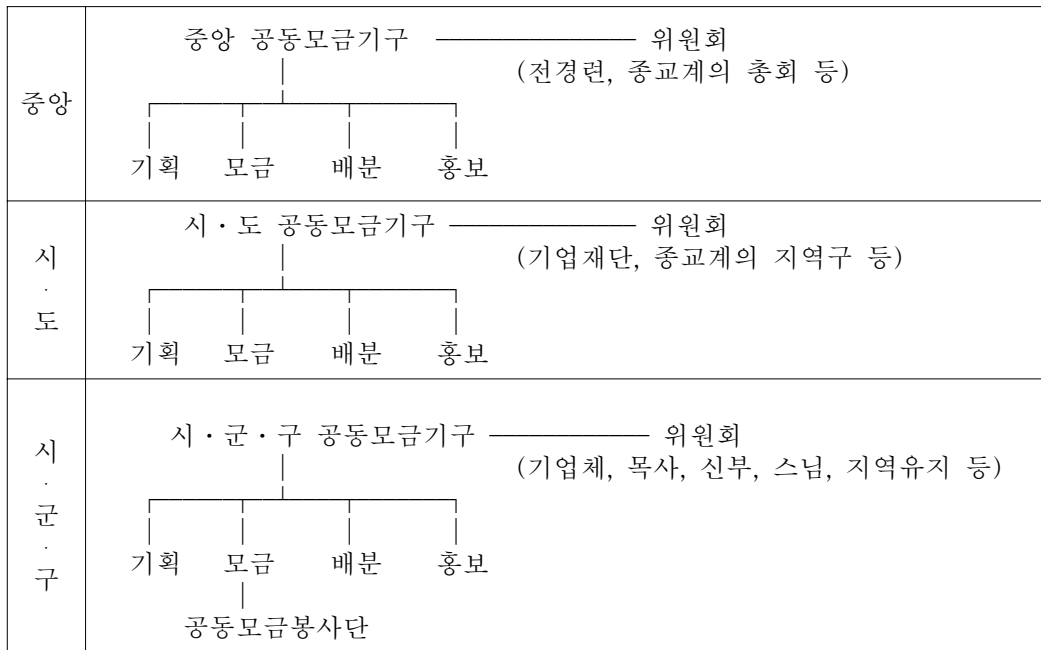 중앙 공동모금기구 위원회
(전경련, 종교계의 총회 등)
중앙
기획 모금 배분 홍보
시·도 공동모금기구 위원회
(기업재단, 종교계의 지역구 등)
시
·
도
기획 모금 배분 홍보
시·군·구 공동모금기구 위원회
(기업체, 목사, 신부, 스님, 지역유지 등)
시
·
군
·
구
기획 모금 배분 홍보
공동모금봉사단